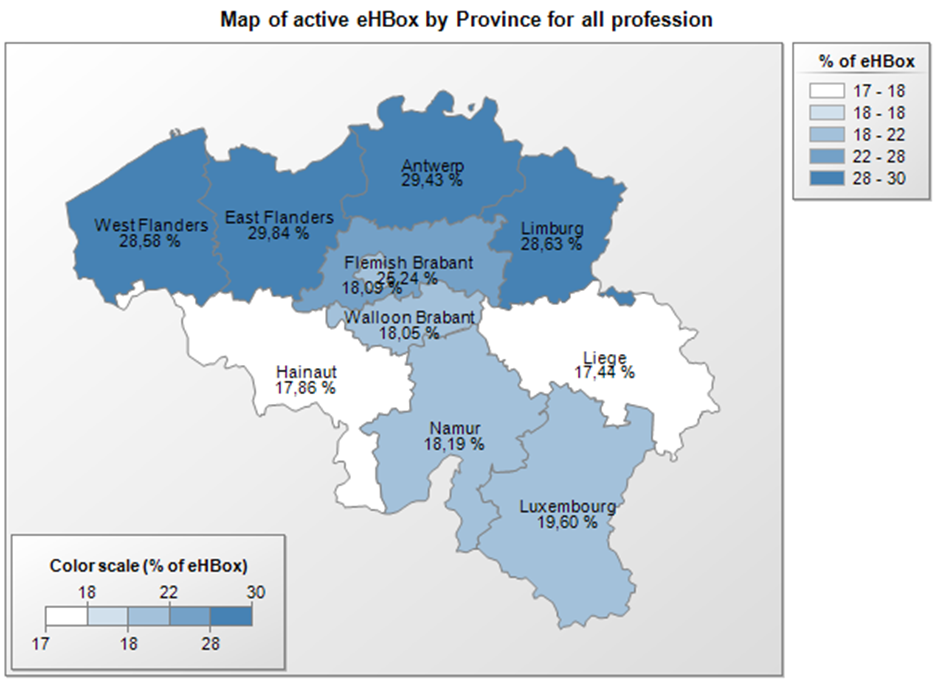 Map of active eHBox by Province for all profession
% of eHBox
17 - 18
18 - 18
18 - 22
22 - 28
28 - 30
Antwerp
29,43 %
West Flanders
28,58 %
East Flanders
29,84 %
Limburg
28,63 %
Flemish Brabant
25,24 %
18,09 %
Walloon Brabant
18,05 %
Liege
17,44 %
Hainaut
17,86 %
Namur
18,19 %
Luxembourg
19,60 %
Color scale (% of eHBox)
18 22 30
17 18 28